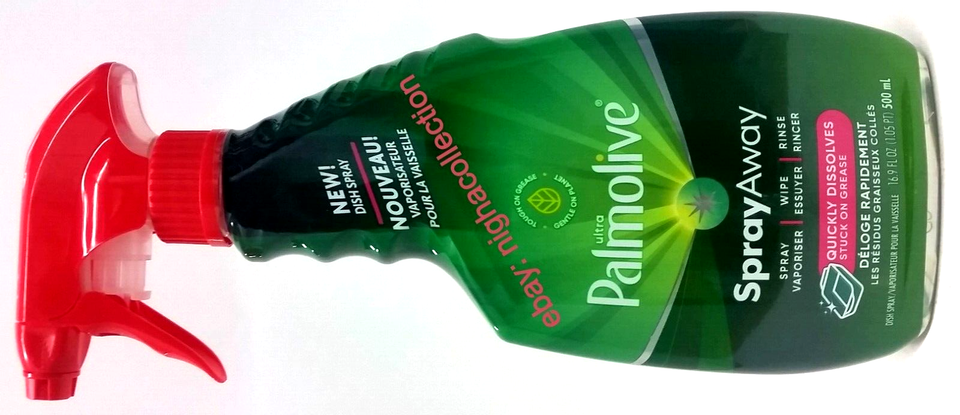 NEW!
DISH SPRAY
NOUVEAU!
VAPORISATEUR
POUR LA VAISSELLE
ebay: nighacollection
TOUGH ON GREASE
GENTLE ON PLANET
ultra
Palmolive®
SprayAway
SPRAY | WIPE | RINSE
VAPORISER | ESSUYER | RINCER
QUICKLY DISSOLVES
STUCK ON GREASE
DÉLOGE RAPIDEMENT
LES RÉSIDUS GRAISSEUX COLLÉS
DISH SPRAY/VAPORISATEUR POUR LA VAISSELLE 16.9 FL OZ (1.05 PT) 500 mL